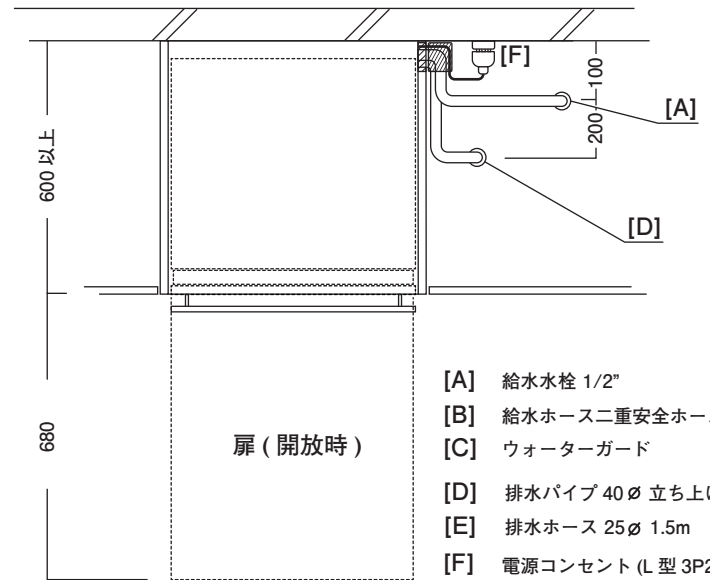 [F]
100
[A]
200
600 以上
[D]
680
扉 ( 開放時 )
[A] 給水水栓 1/2”
[B] 給水ホース二重安全ホー
[C] ウォーターガード
[D] 排水パイプ 40 ø 立ち上
[E] 排水ホース 25ø 1.5m
[F] 電源コンセント (L 型 3P2